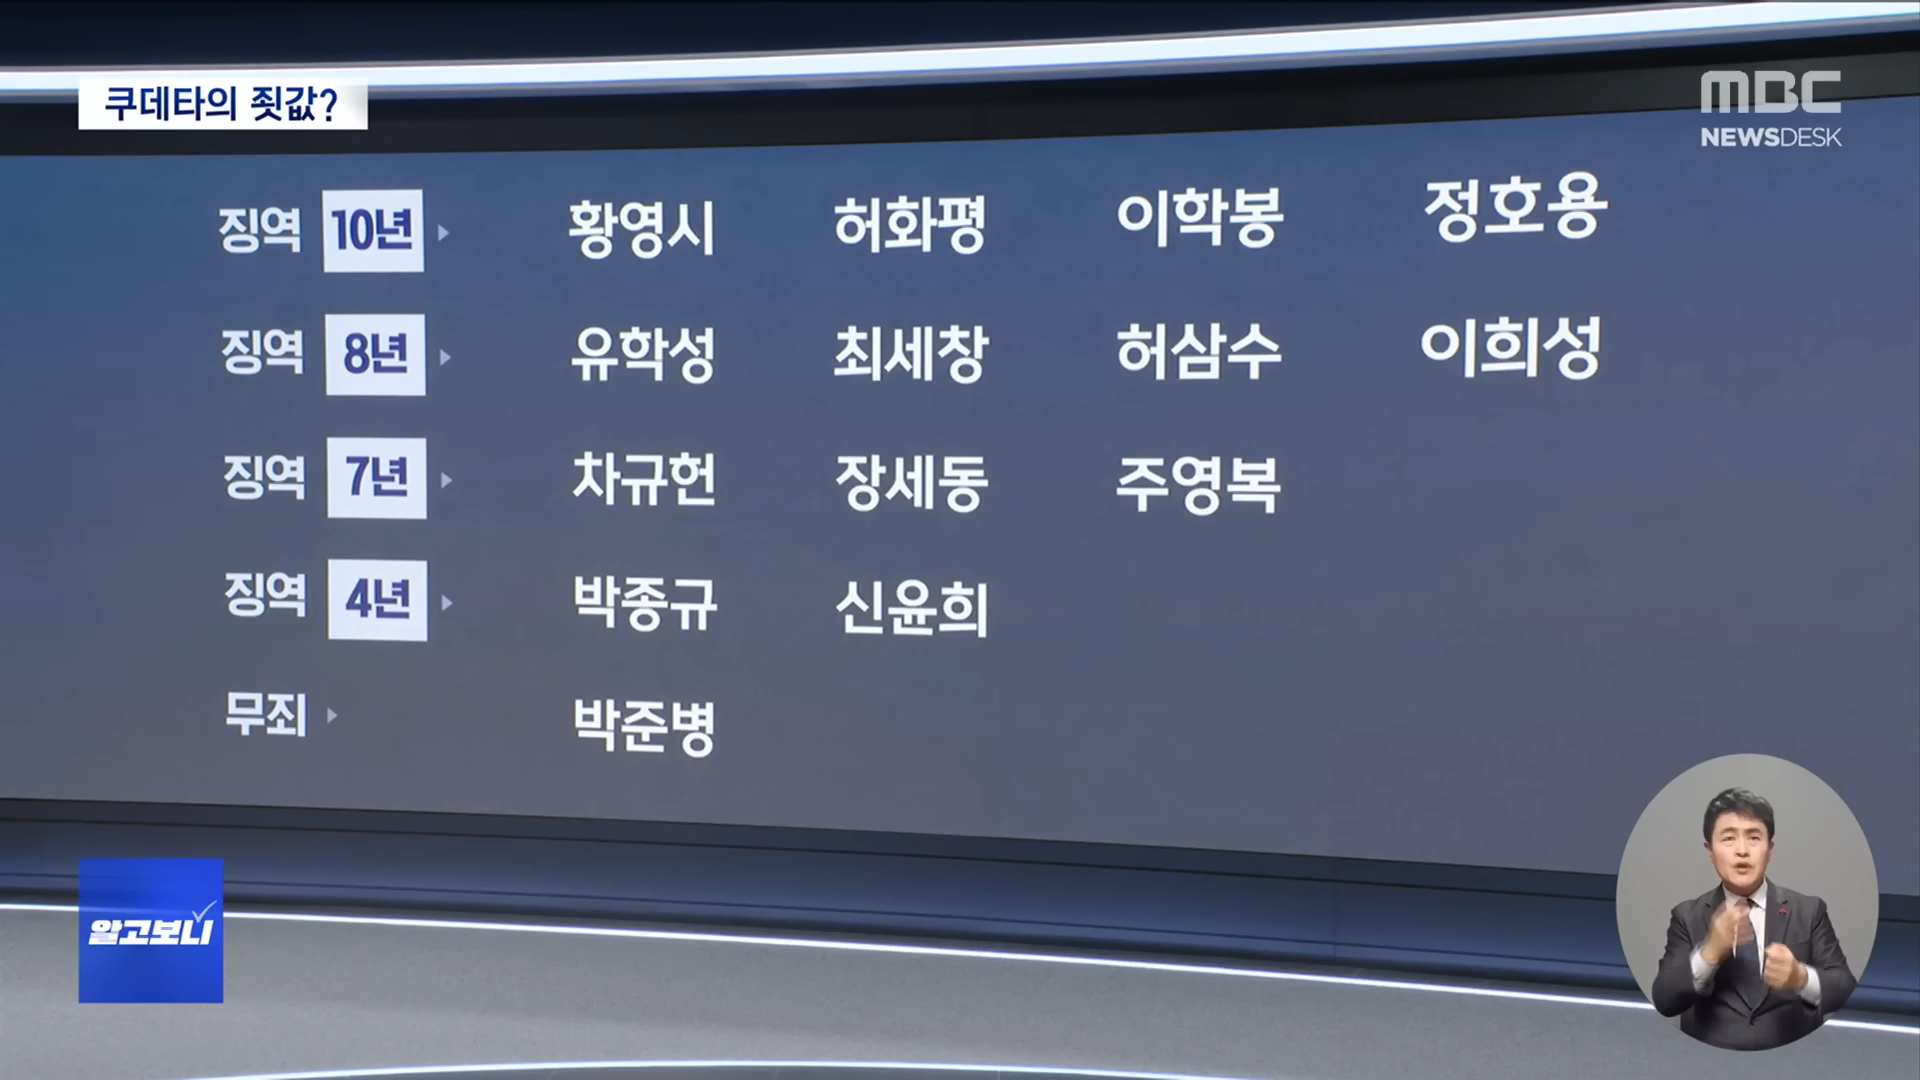 쿠데타의 죗값?
MBC
NEWSDESK
징역 10년 황영시 허화평 이학봉 정호용
징역 8년 유학성 최세창 허삼수 이희성
징역 7년 차규헌 장세동 주영복
징역 4년 박종규 신윤희
무죄 박준병
알고보니